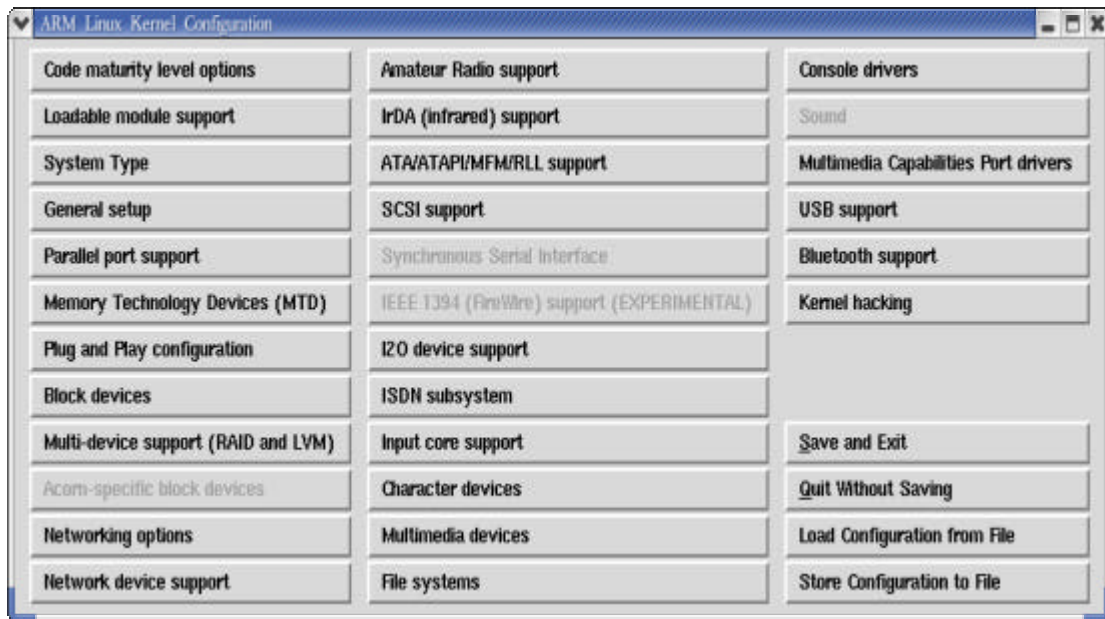 ARM Linux Kernel Configuration
Code maturity level options
Loadable module support
System Type
General setup
Parallel port support
Memory Technology Devices (MTD)
Plug and Play configuration
Block devices
Multi-device support (RAID and LVM)
Acorn-specific block devices
Networking options
Network device support
Amateur Radio support
IrDA (infrared) support
ATA/ATAPI/MFM/RLL support
SCSI support
Synchronous Serial Interface
IEEE 1394 (FireWire) support (EXPERIMENTAL)
I2O device support
ISDN subsystem
Input core support
Character devices
Multimedia devices
File systems
Console drivers
Sound
Multimedia Capabilities Port drivers
USB support
Bluetooth support
Kernel hacking
Save and Exit
Quit Without Saving
Load Configuration from File
Store Configuration to File